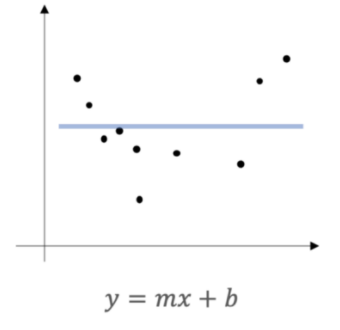 y = mx + b